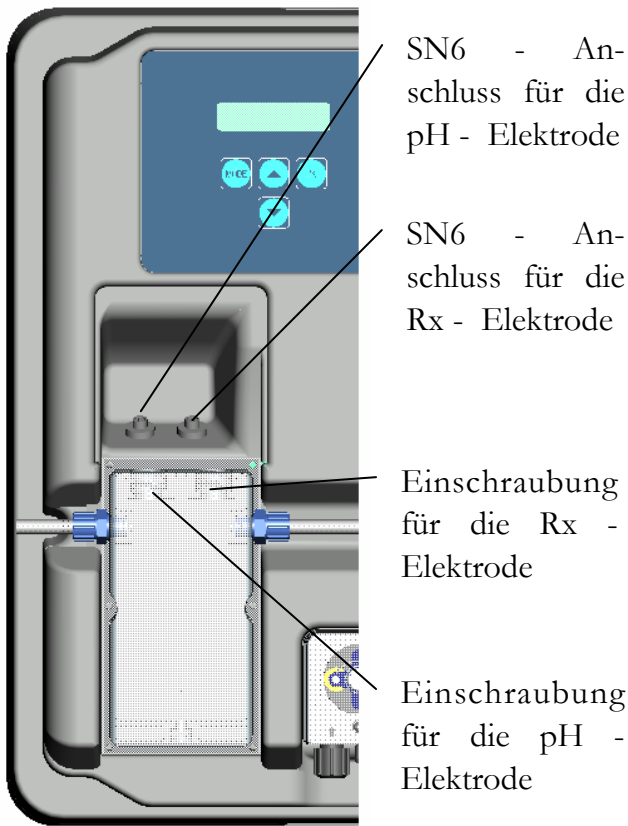 SN6 - An-
schluss für die
pH - Elektrode
SN6 - An-
schluss für die
Rx - Elektrode
Einschraubung
für die Rx -
Elektrode
Einschraubung
für die pH -
Elektrode